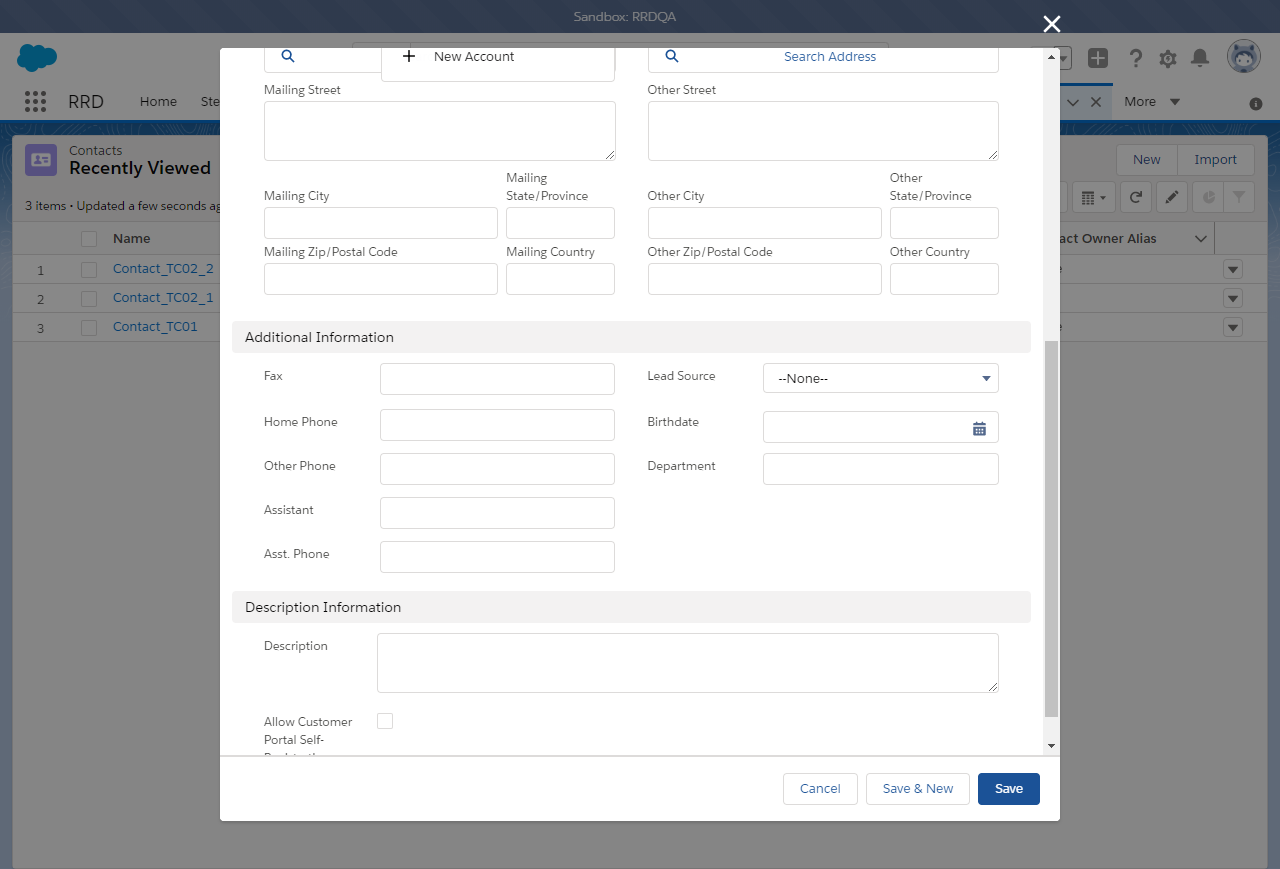 Sandbox: RRDQA
New Account
Search Address
RRD
Home
More
Mailing Street
Other Street
Contacts
Recently Viewed
New
Import
Mailing City
Mailing State/Province
Other City
Other State/Province
3 items • Updated a few seconds
Name
Owner Alias
Mailing Zip/Postal Code
Mailing Country
Other Zip/Postal Code
Other Country
1
Contact_TC02_2
2
Contact_TC02_1
3
Contact_TC01
Additional Information
Fax
Lead Source
--None--
Home Phone
Birthdate
Other Phone
Department
Assistant
Asst. Phone
Description Information
Description
Allow Customer
Portal Self-
Cancel
Save & New
Save